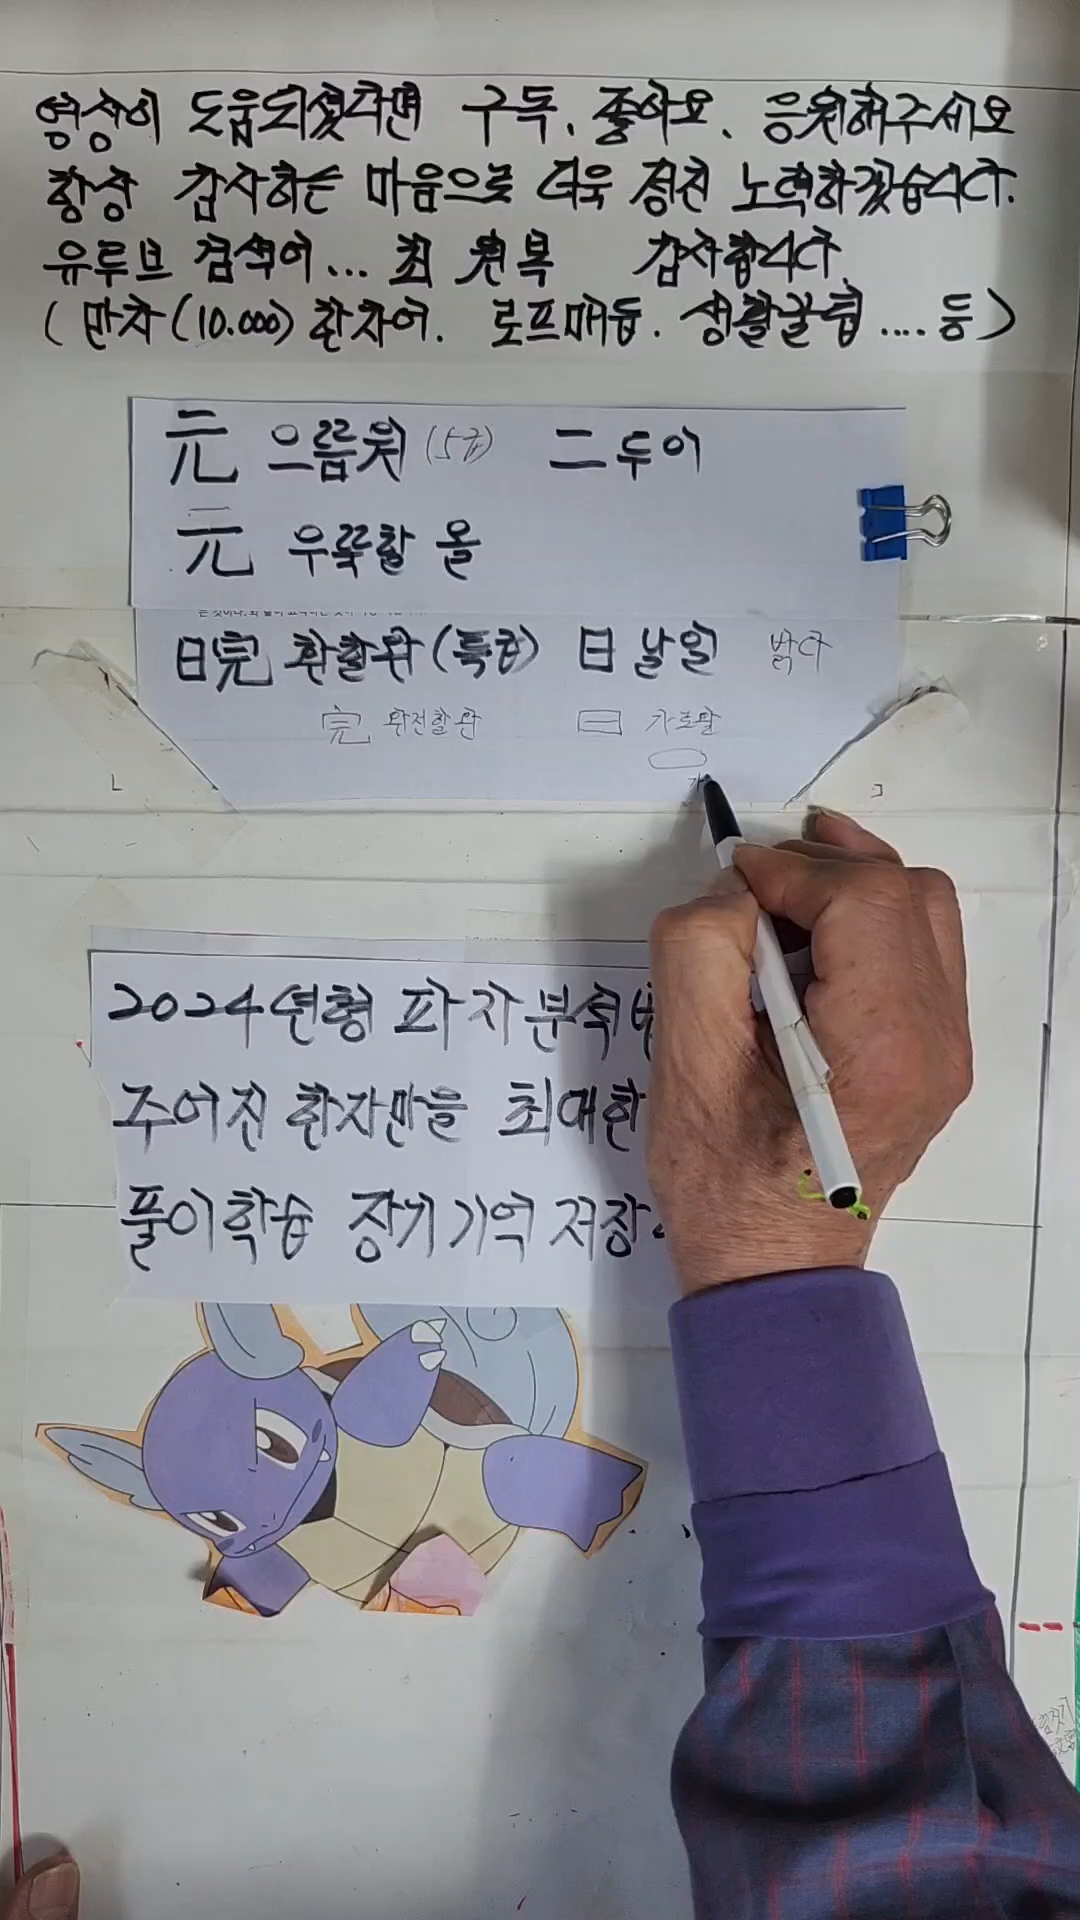 영상이 도움되셨다면 구독, 좋아요, 응원해주세요
항상 감사하는 마음으로 더욱 정진 노력하겠습니다.
유튜브 검색어... 최 원 복 감사합니다.
(만자(10.000) 한자어. 로프매듭. 생활꿀팁 .... 등)
元 으뜸 원 (5급) 二 두 이
兀 우뚝할 올
晥 환할 환 (특급) 日 날 일 밝다
完 완전할 완 曰 가로 왈
2024년형 파자분석
주어진 한자만을 최대한
풀이학습 장기기억 저장